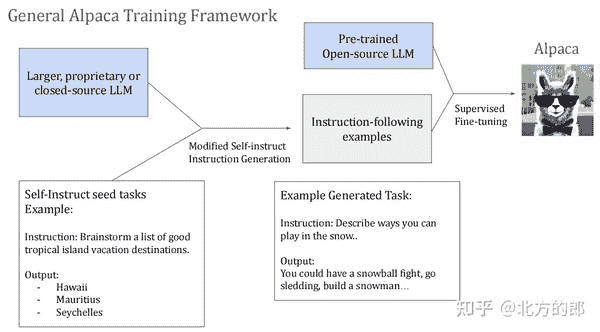 General Alpaca Training Framework
Larger, proprietary or
closed-source LLM
Pre-trained
Open-source LLM
Alpaca
Modified Self-instruct
Instruction Generation
Instruction-following
examples
Supervised
Fine-tuning
Self-Instruct seed tasks
Example:
Instruction: Brainstorm a list of good
tropical island vacation destinations.
Output:
- Hawaii
- Mauritius
- Seychelles
Example Generated Task:
Instruction: Describe ways you can
play in the snow..
Output:
You could have a snowball fight, go
sledding, build a snowman…
知乎 @北方的郎